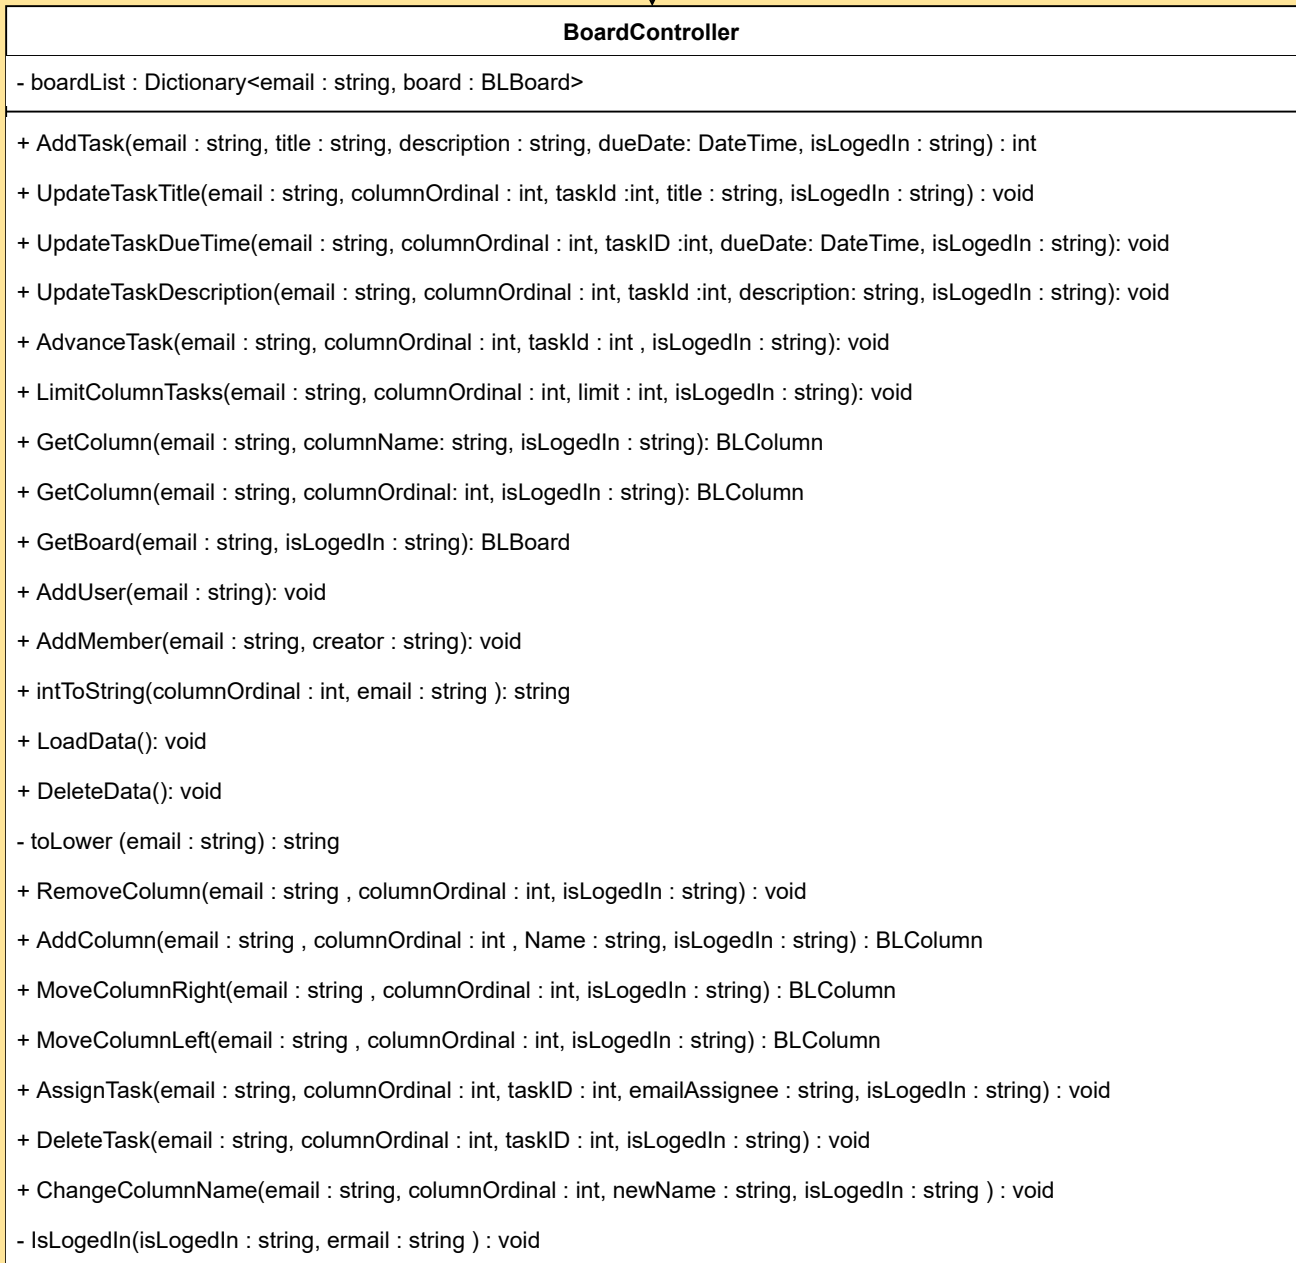 BoardController
- boardList : Dictionary<email : string, board : BLBoard>
+ AddTask(email : string, title : string, description : string, dueDate: DateTime, isLogedIn : string) : int
+ UpdateTaskTitle(email : string, columnOrdinal : int, taskId :int, title : string, isLogedIn : string) : void
+ UpdateTaskDueTime(email : string, columnOrdinal : int, taskID :int, dueDate: DateTime, isLogedIn : string): void
+ UpdateTaskDescription(email : string, columnOrdinal : int, taskId :int, description: string, isLogedIn : string): void
+ AdvanceTask(email : string, columnOrdinal : int, taskId : int , isLogedIn : string): void
+ LimitColumnTasks(email : string, columnOrdinal : int, limit : int, isLogedIn : string): void
+ GetColumn(email : string, columnName: string, isLogedIn : string): BLColumn
+ GetColumn(email : string, columnOrdinal: int, isLogedIn : string): BLColumn
+ GetBoard(email : string, isLogedIn : string): BLBoard
+ AddUser(email : string): void
+ AddMember(email : string, creator : string): void
+ intToString(columnOrdinal : int, email : string ): string
+ LoadData(): void
+ DeleteData(): void
- toLower (email : string) : string
+ RemoveColumn(email : string , columnOrdinal : int, isLogedIn : string) : void
+ AddColumn(email : string , columnOrdinal : int , Name : string, isLogedIn : string) : BLColumn
+ MoveColumnRight(email : string , columnOrdinal : int, isLogedIn : string) : BLColumn
+ MoveColumnLeft(email : string , columnOrdinal : int, isLogedIn : string) : BLColumn
+ AssignTask(email : string, columnOrdinal : int, taskID : int, emailAssignee : string, isLogedIn : string) : void
+ DeleteTask(email : string, columnOrdinal : int, taskID : int, isLogedIn : string) : void
+ ChangeColumnName(email : string, columnOrdinal : int, newName : string, isLogedIn : string ) : void
- IsLogedIn(isLogedIn : string, ermail : string ) : void